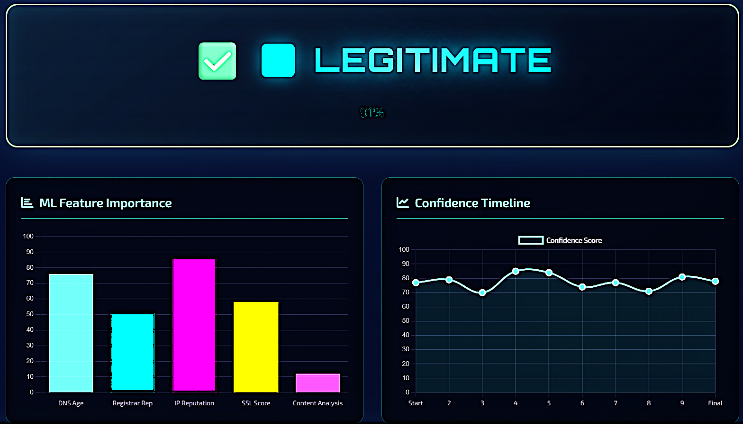 LEGITIMATE
ML Feature Importance
100
90
80
70
60
50
40
30
20
10
0
DNS Age
Registrar Rep
IP Reputation
SSL Score
Content Analysis
Confidence Timeline
Confidence Score
100
90
80
70
60
50
40
30
20
10
0
Start
2
3
4
5
6
7
8
9
Final